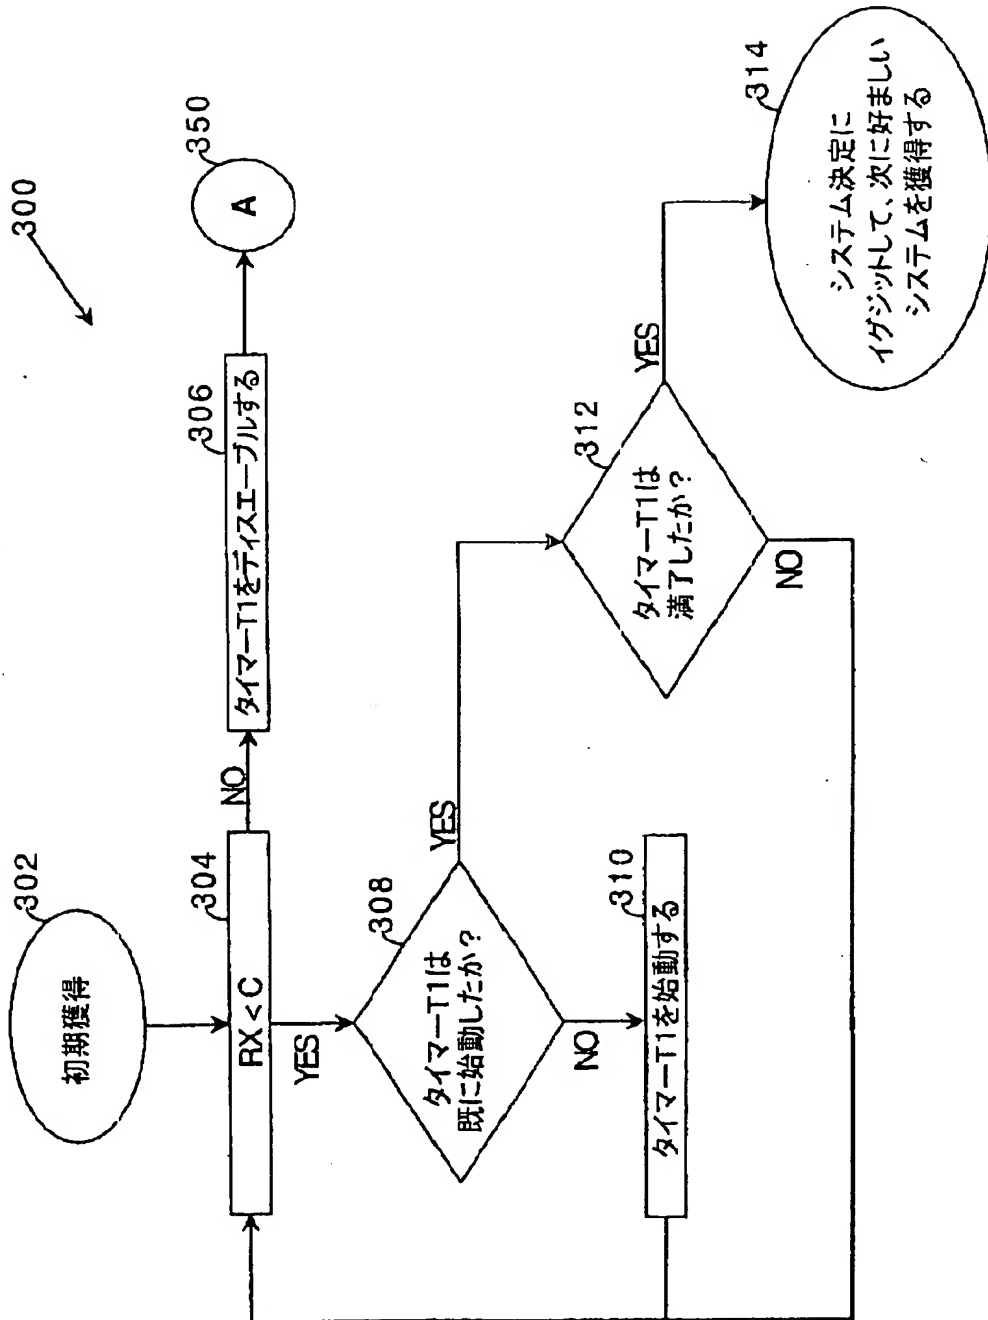 300
302
初期獲得
304
RX<C
NO
306
タイマーT1をディスエーブルする
350
A
YES
308
タイマーT1は
既に始動したか?
YES
NO
310
タイマーT1を始動する
312
タイマーT1は
満了したか?
YES
NO
314
システム決定に
イグジットして、次に好ましい
システムを獲得する